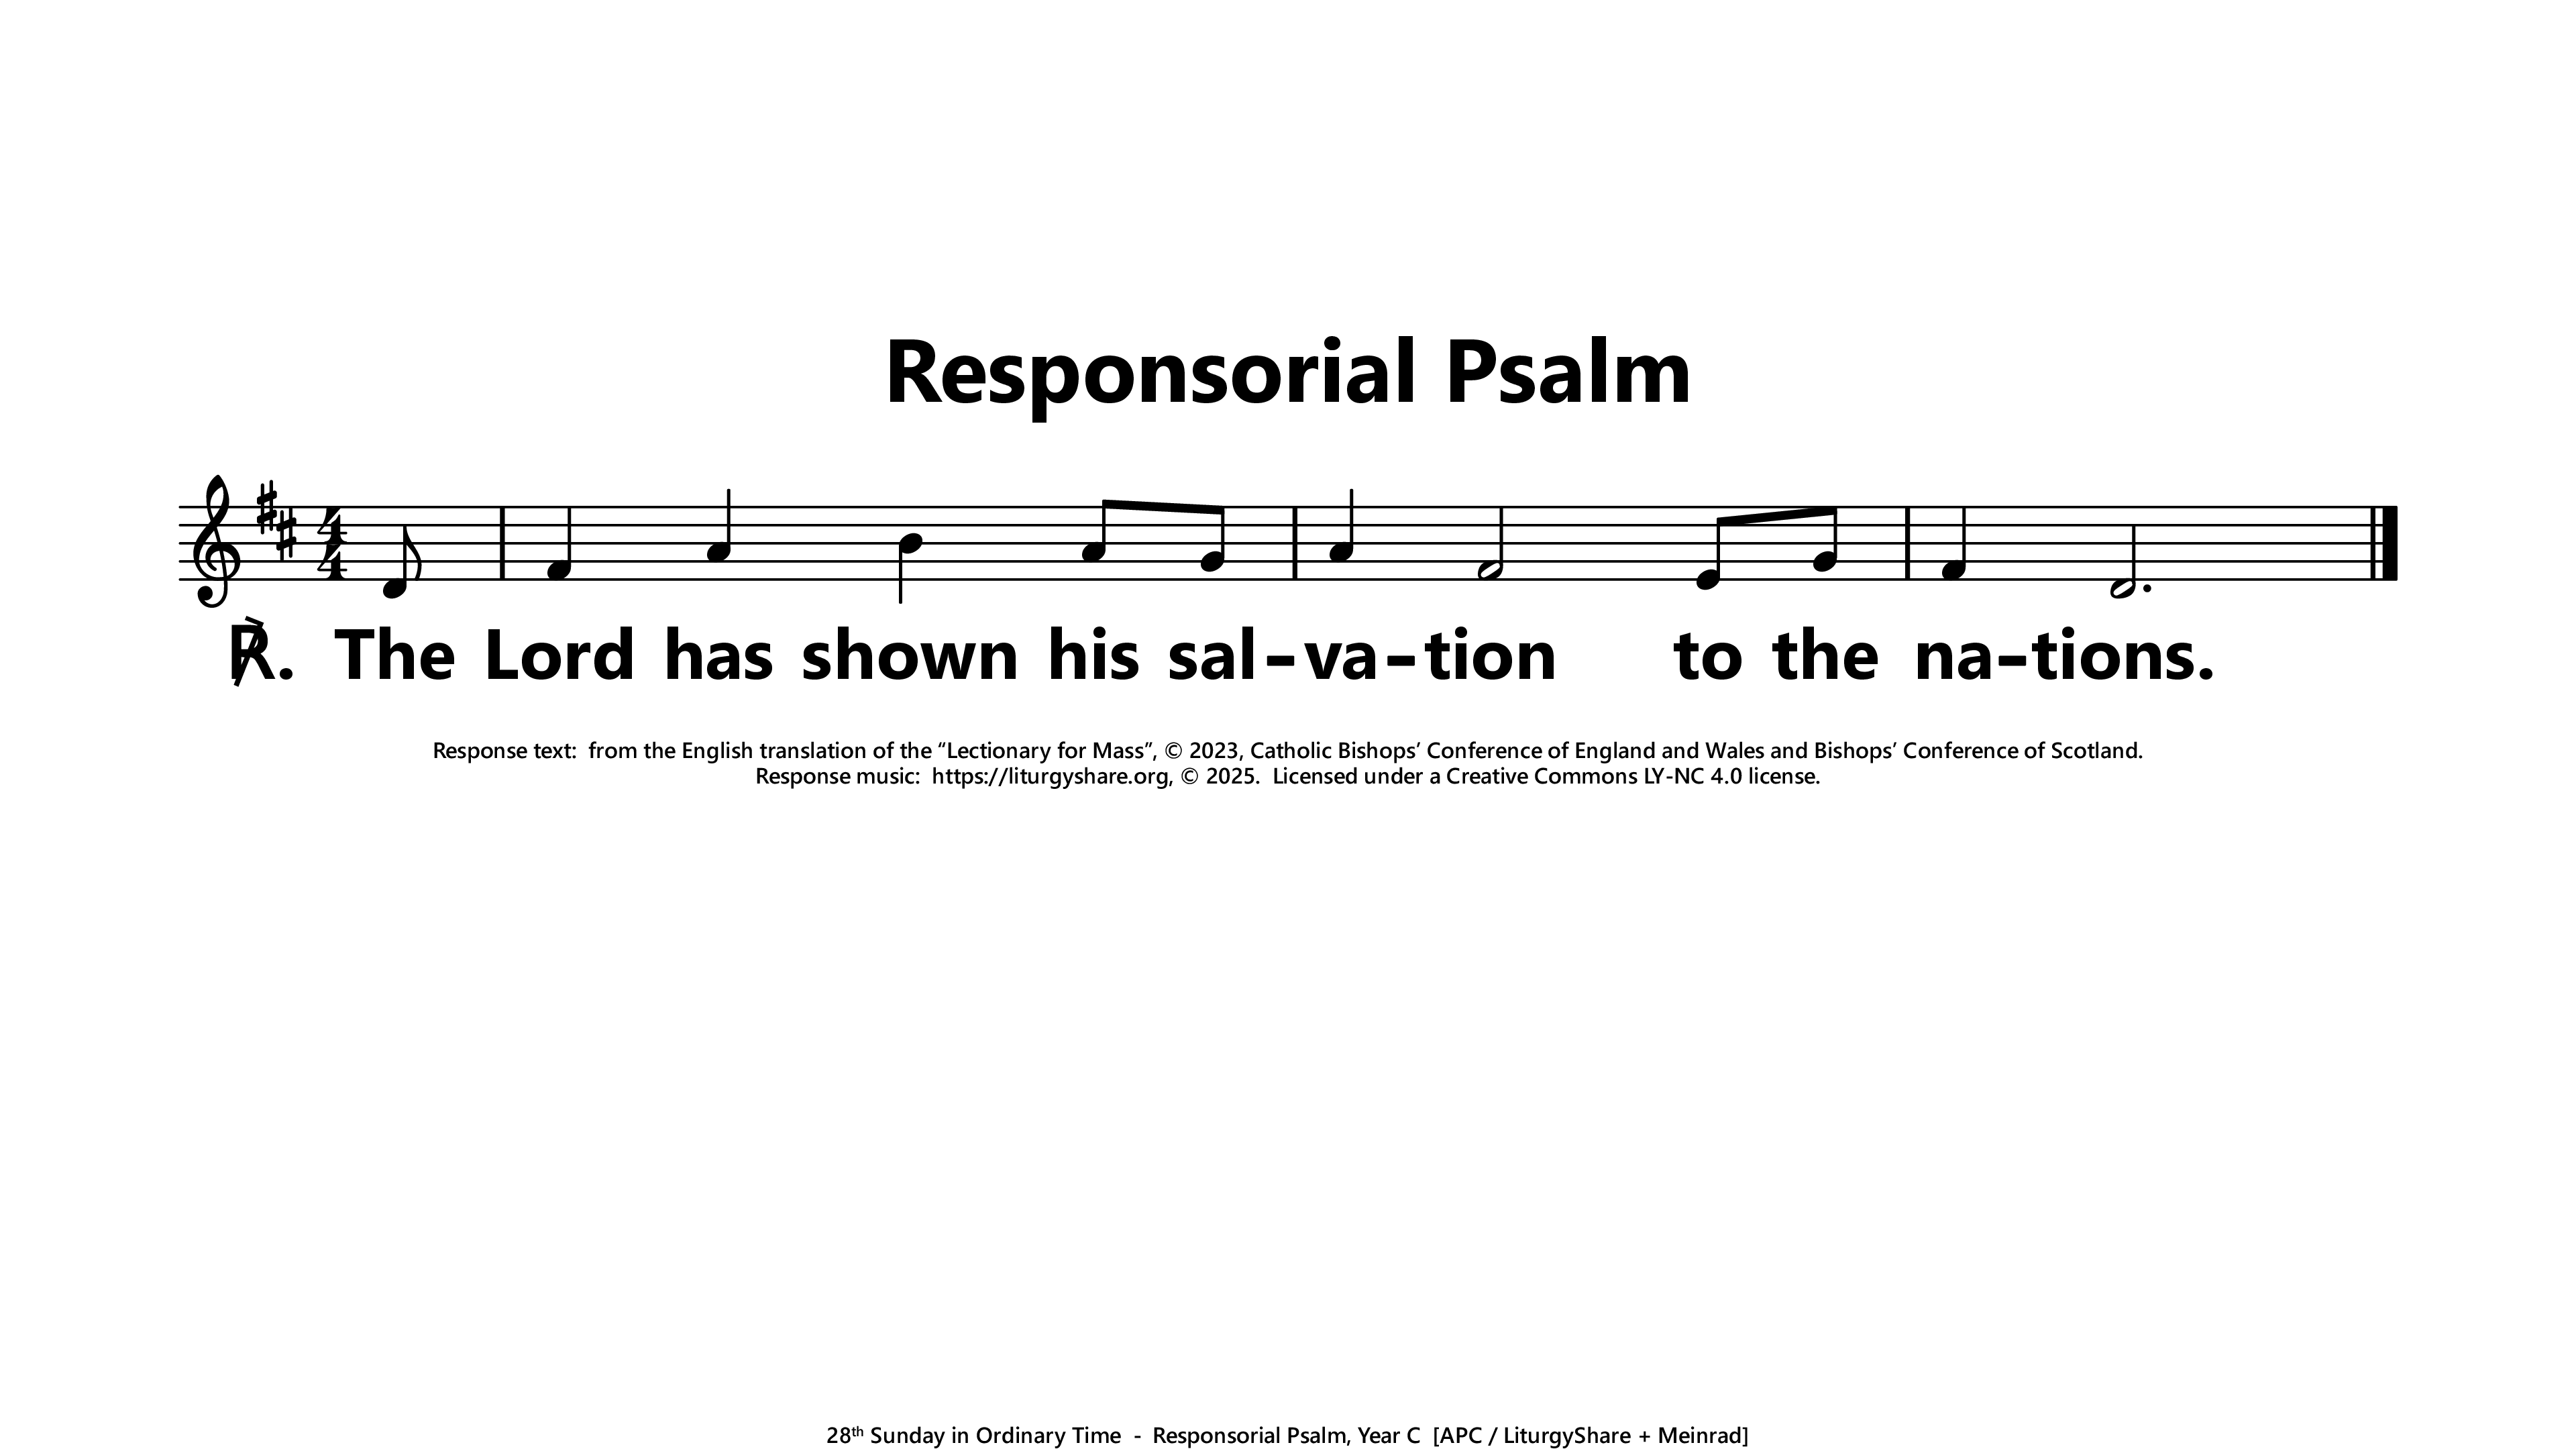 Responsorial Psalm
℟. The Lord has shown his sal-va-tion to the na-tions.
Response text: from the English translation of the “Lectionary for Mass”, © 2023, Catholic Bishops’ Conference of England and Wales and Bishops’ Conference of Scotland.
Response music: https://liturgyshare.org, © 2025. Licensed under a Creative Commons LY-NC 4.0 license.
28th Sunday in Ordinary Time - Responsorial Psalm, Year C [APC / LiturgyShare + Meinrad]